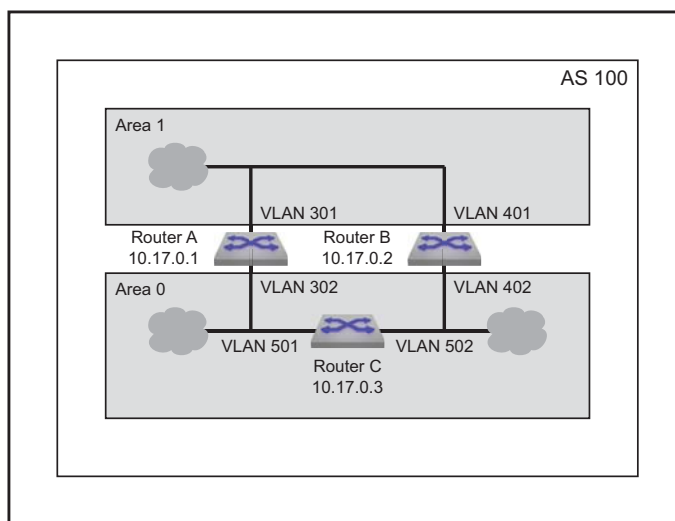 AS 100
Area 1
VLAN 301
VLAN 401
Router A
10.17.0.1
Router B
10.17.0.2
Area 0
VLAN 302
VLAN 402
VLAN 501
VLAN 502
Router C
10.17.0.3